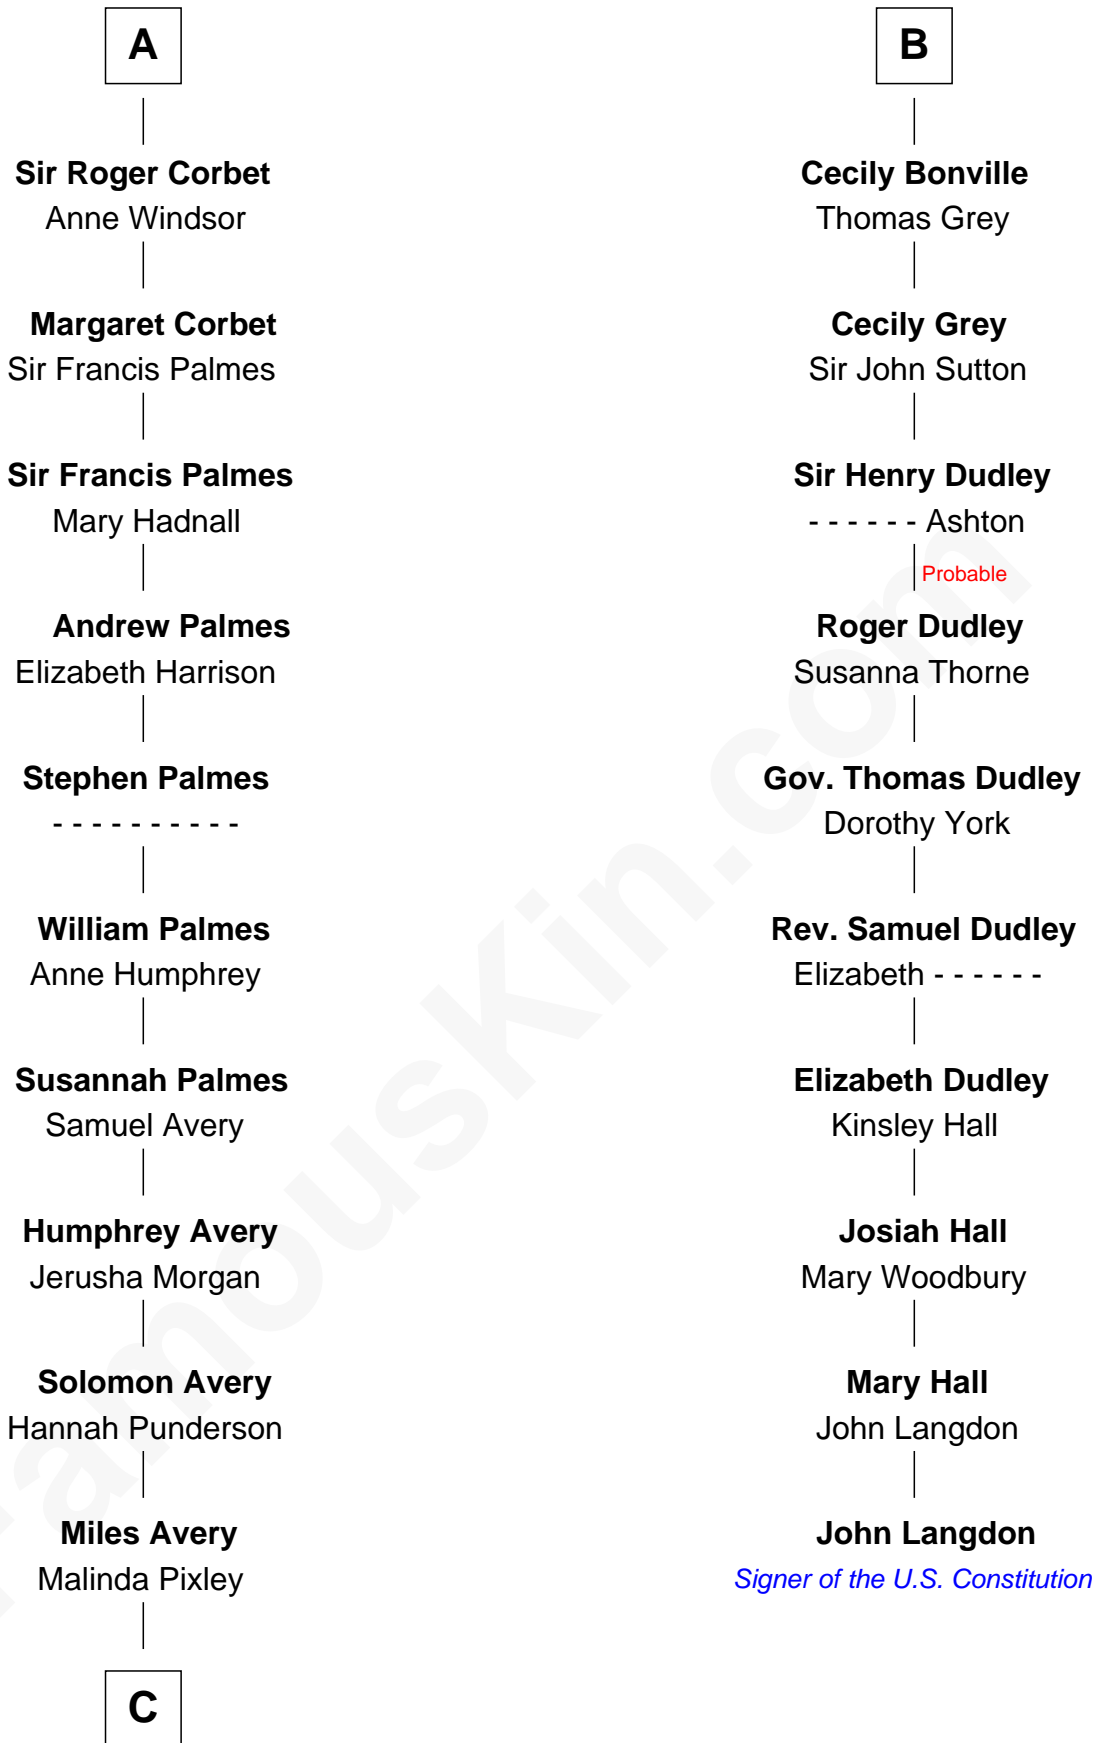 A
Sir Roger Corbet
Anne Windsor
Margaret Corbet
Sir Francis Palmes
Sir Francis Palmes
Mary Hadnall
Andrew Palmes
Elizabeth Harrison
Stephen Palmes
- - - - - - - - - -
William Palmes
Anne Humphrey
Susannah Palmes
Samuel Avery
Humphrey Avery
Jerusha Morgan
Solomon Avery
Hannah Punderson
Miles Avery
Malinda Pixley
C
B
Cecily Bonville
Thomas Grey
Cecily Grey
Sir John Sutton
Sir Henry Dudley
- - - - - - Ashton
Probable
Roger Dudley
Susanna Thorne
Gov. Thomas Dudley
Dorothy York
Rev. Samuel Dudley
Elizabeth - - - - - -
Elizabeth Dudley
Kinsley Hall
Josiah Hall
Mary Woodbury
Mary Hall
John Langdon
John Langdon
Signer of the U.S. Constitution
FamousKin.com